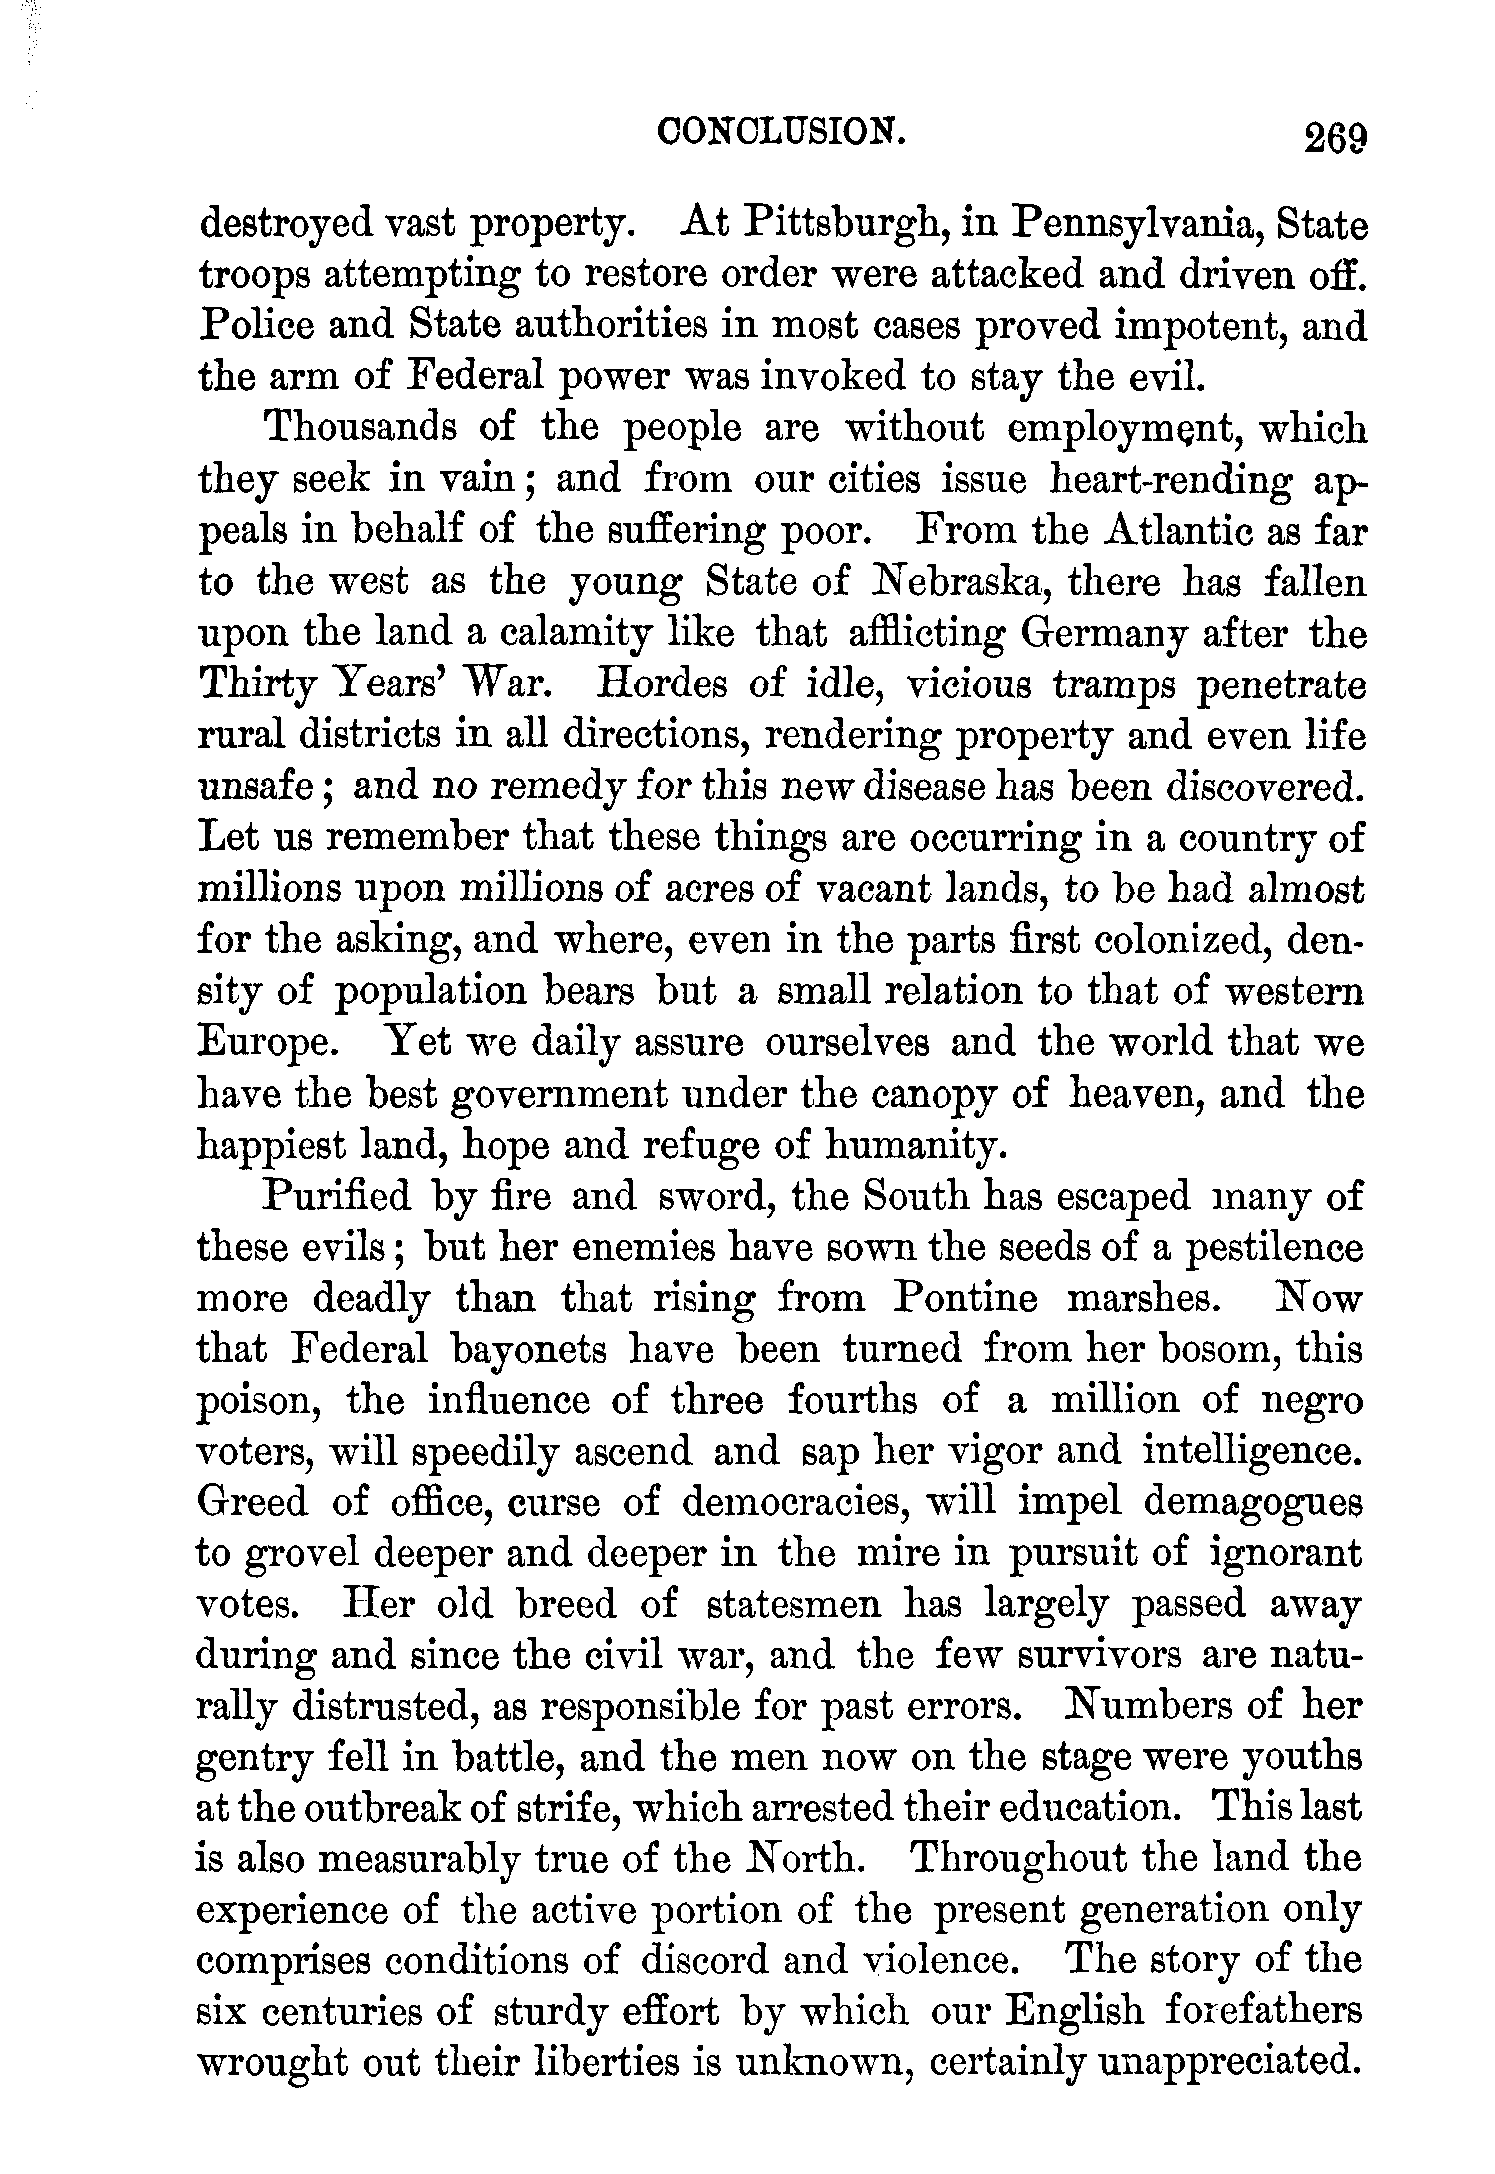 CONCLUSION. 269
destroyed vast property. At Pittsburgh, in Pennsylvania, State
troops attempting to restore order were attacked and driven off.
Police and State authorities in most cases proved impotent, and
the arm of Federal power was invoked to stay the evil.
Thousands of the people are without employment, which
they seek in vain; and from our cities issue heart-rending ap-
peals in behalf of the suffering poor. From the Atlantic as far
to the west as the young State of Nebraska, there has fallen
upon the land a calamity like that afflicting Germany after the
Thirty Years' War. Hordes of idle, vicious tramps penetrate
rural districts in all directions, rendering property and even life
unsafe; and no remedy for this new disease has been discovered.
Let us remember that these things are occurring in a country of
millions upon millions of acres of vacant lands, to be had almost
for the asking, and where, even in the parts first colonized, den-
sity of population bears but a small relation to that of western
Europe. Yet we daily assure ourselves and the world that we
have the best government under the canopy of heaven, and the
happiest land, hope and refuge of humanity.
Purified by fire and sword, the South has escaped many of
these evils; but her enemies have sown the seeds of a pestilence
more deadly than that rising from Pontine marshes. Now
that Federal bayonets have been turned from her bosom, this
poison, the influence of three fourths of a million of negro
voters, will speedily ascend and sap her vigor and intelligence.
Greed of office, curse of democracies, will impel demagogues
to grovel deeper and deeper in the mire in pursuit of ignorant
votes. Her old breed of statesmen has largely passed away
during and since the civil war, and the few survivors are natu-
rally distrusted, as responsible for past errors. Numbers of her
gentry fell in battle, and the men now on the stage were youths
at the outbreak of strife, which arrested their education. This last
is also measurably true of the North. Throughout the land the
experience of the active portion of the present generation only
comprises conditions of discord and violence. The story of the
six centuries of sturdy effort by which our English forefathers
wrought out their liberties is unknown, certainly unappreciated.